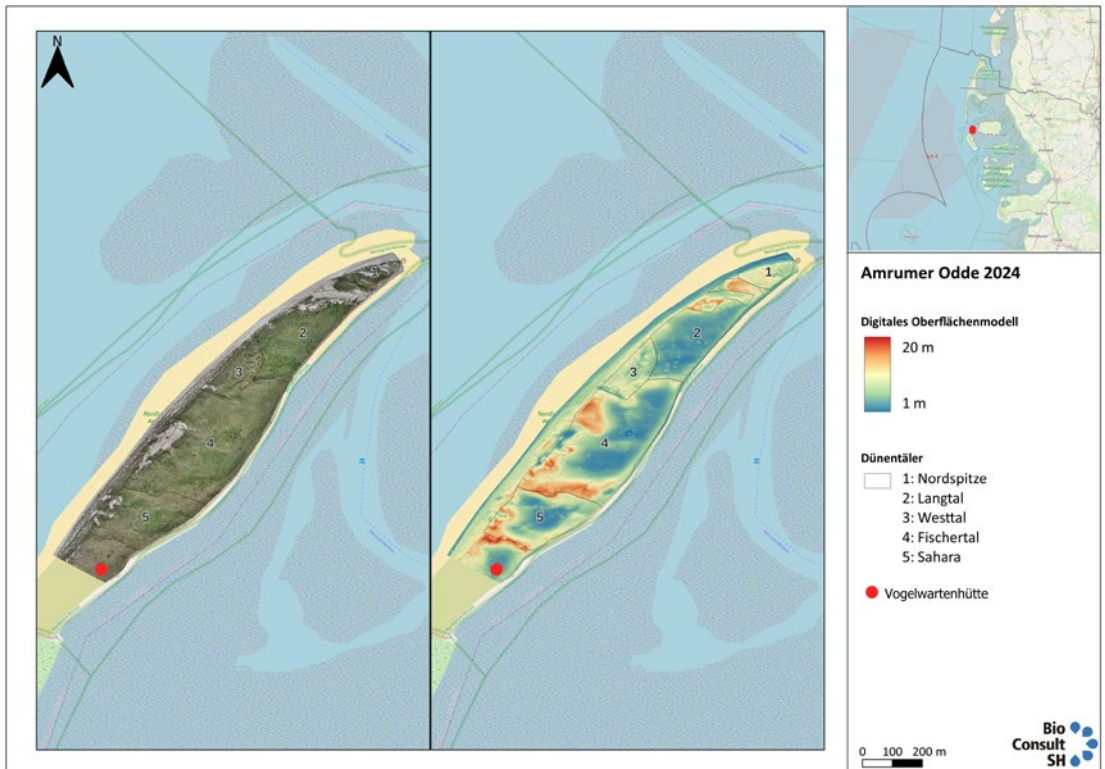 N
1
2
3
4
5
1
2
3
4
5
Amrumer Odde 2024
Digitales Oberflächenmodell
20 m
1 m
Dünentäler
1: Nordspitze
2: Langtal
3: Westtal
4: Fischertal
5: Sahara
Vogelwartenhütte
0 100 200 m
Bio
Consult
SH